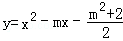 y=x² − mx − (m²+2)/2